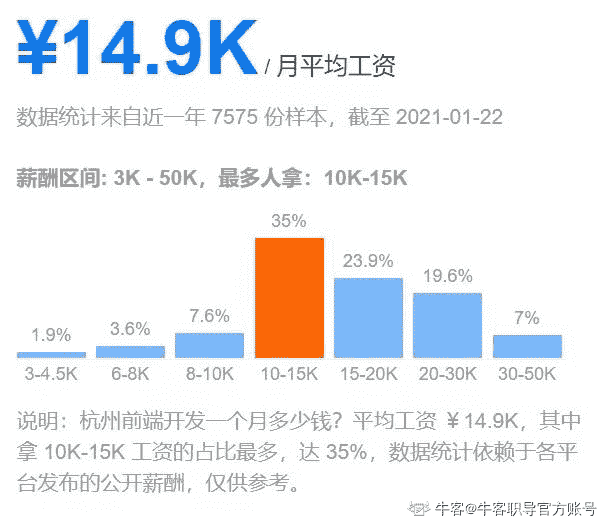 ¥14.9K / 月平均工资
数据统计来自近一年 7575 份样本，截至 2021-01-22
薪酬区间: 3K - 50K，最多人拿：10K-15K
1.9% 3.6% 7.6% 35% 23.9% 19.6% 7%
3-4.5K 6-8K 8-10K 10-15K 15-20K 20-30K 30-50K
说明：杭州前端开发一个月多少钱？平均工资 ￥14.9K，其中
拿 10K-15K 工资的占比最多，达 35%，数据统计依赖于各平
台发布的公开薪酬，仅供参考。
牛客@牛客职导官方账号